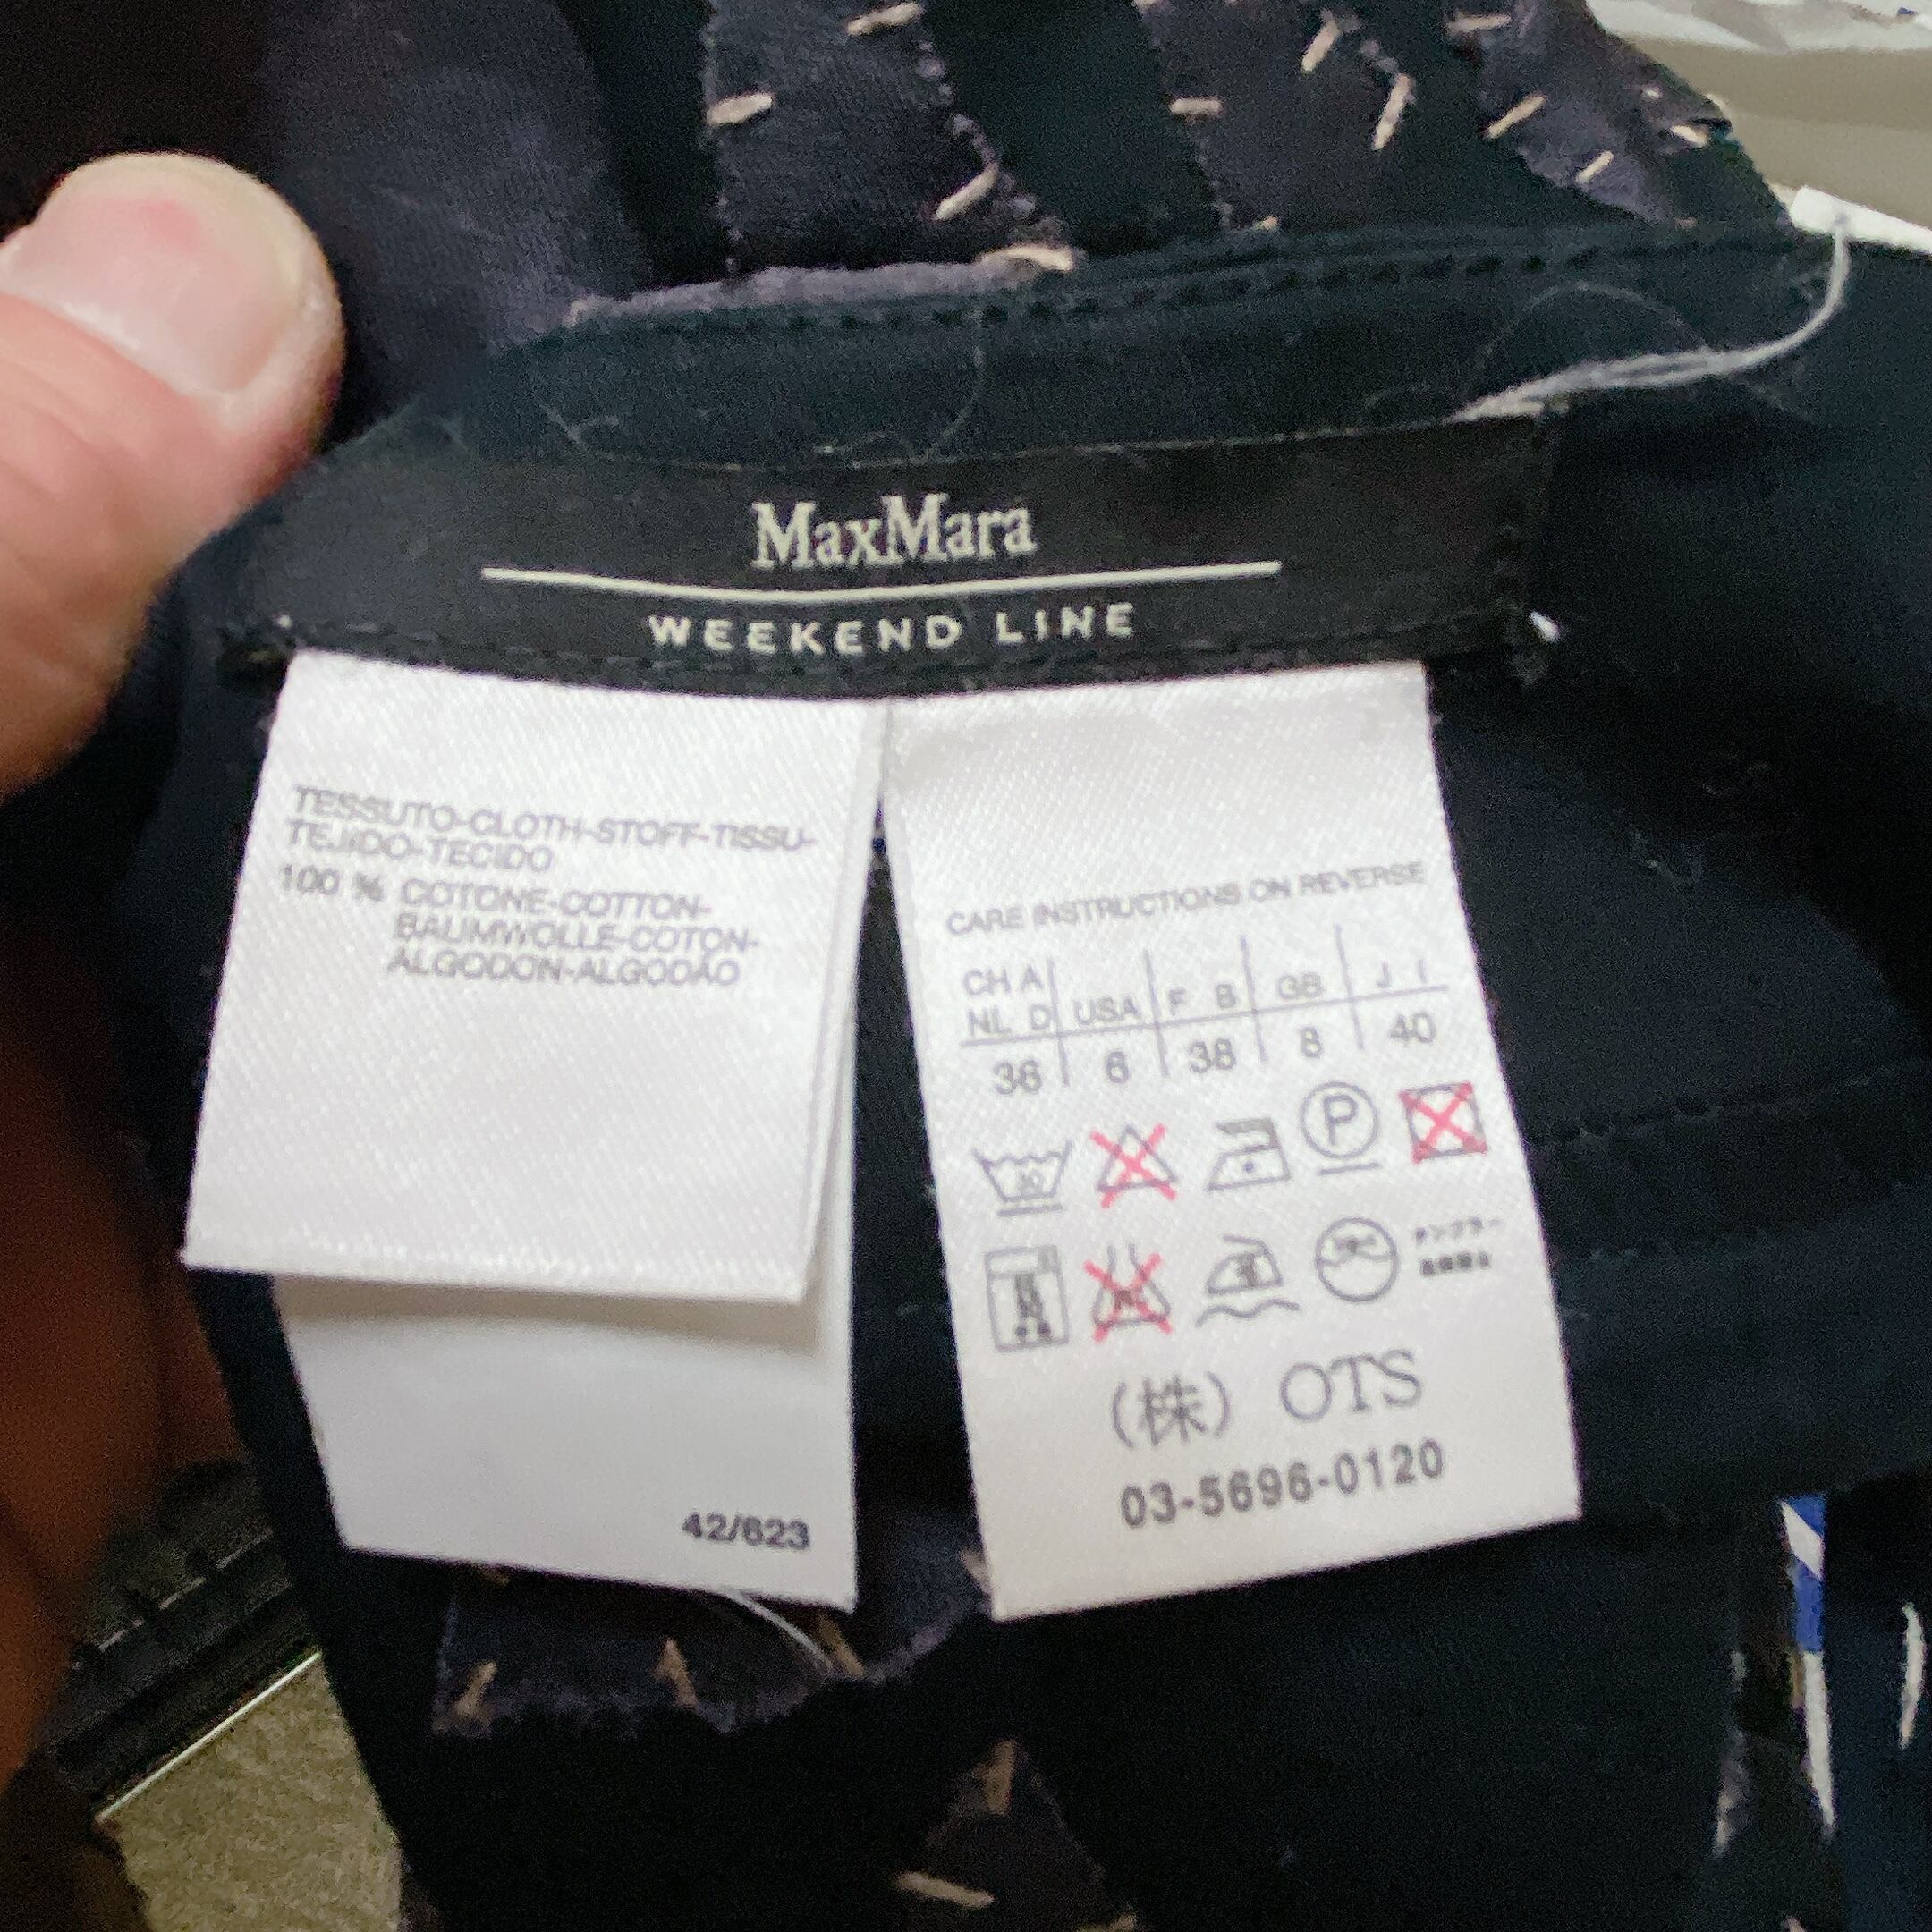 MaxMara
WEEKEND LINE
TESSUTO-CLOTH-STOFF-TISSU-
TEJIDO-TECIDO
100 % COTONE-COTTON-
BAUMWOLLE-COTON-
ALGODON-ALGODÃO
42/623
CARE INSTRUCTIONS ON REVERSE
CH A
NL D USA F B GB J I
36 6 38 8 40
30 P
(株) OTS
03-5696-0120